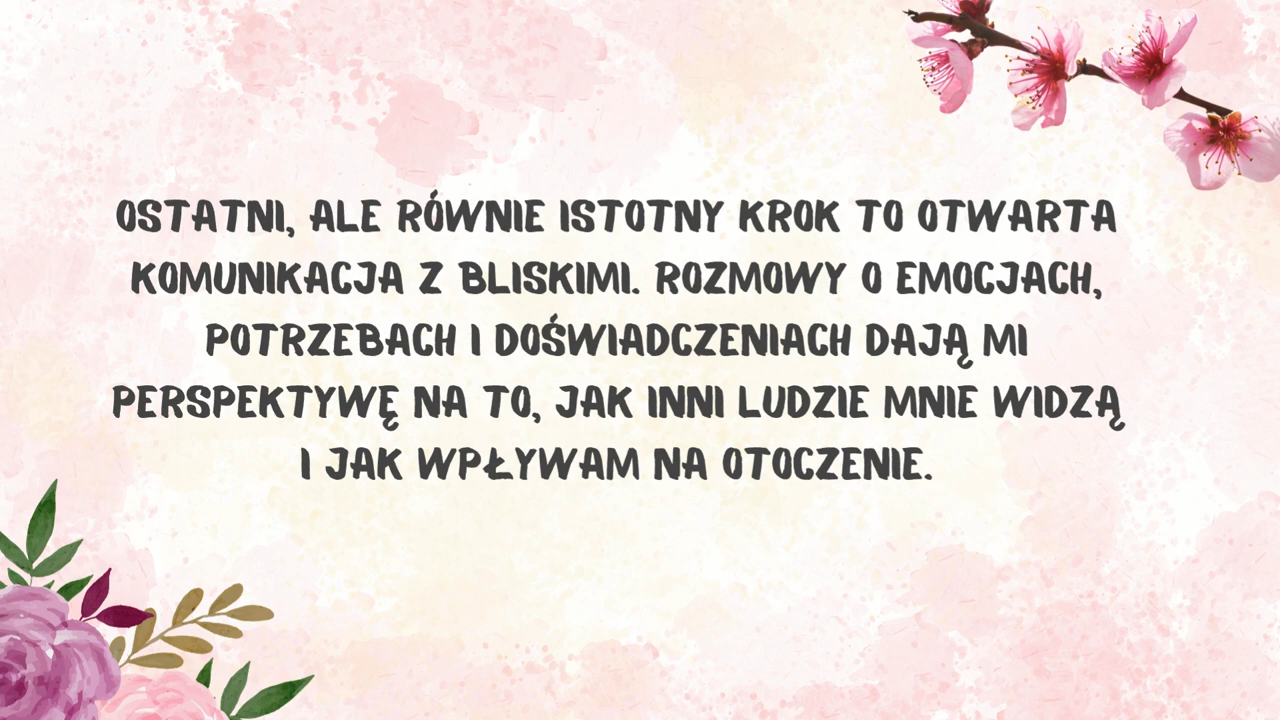 OSTATNI, ALE RÓWNIE ISTOTNY KROK TO OTWARTA
KOMUNIKACJA Z BLISKIMI. ROZMOWY O EMOCJACH,
POTRZEBACH I DOŚWIADCZENIACH DAJĄ MI
PERSPEKTYWĘ NA TO, JAK INNI LUDZIE MNIE WIDZĄ
I JAK WPŁYWAM NA OTOCZENIE.